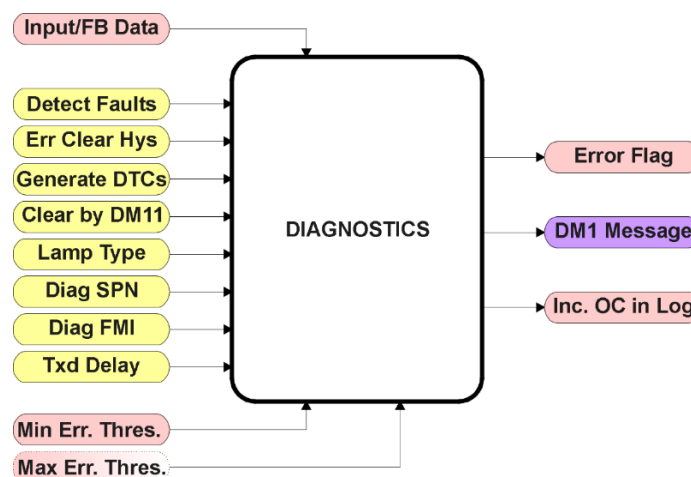 Input/FB Data
Detect Faults
Err Clear Hys
Generate DTCs
Clear by DM11
Lamp Type
Diag SPN
Diag FMI
Txd Delay
Min Err. Thres.
Max Err. Thres.
DIAGNOSTICS
Error Flag
DM1 Message
Inc. OC in Log